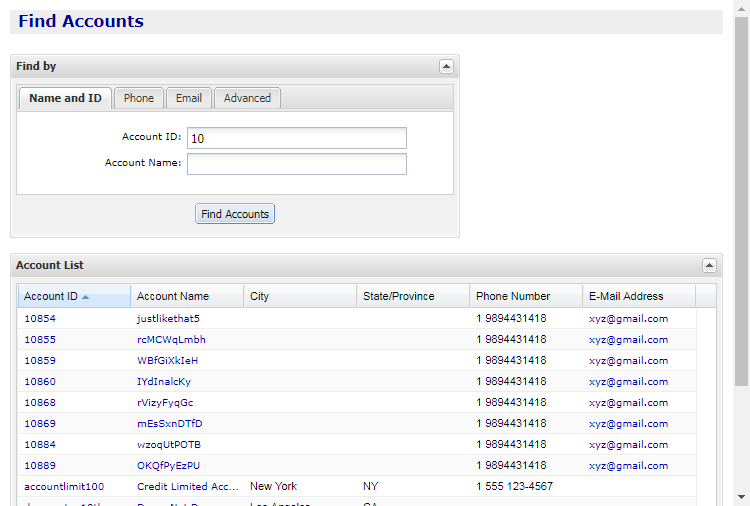 Find Accounts
Find by
Name and ID Phone Email Advanced
Account ID: 10
Account Name:
Find Accounts
Account List
Account ID Account Name City State/Province Phone Number E-Mail Address
10854 justlikethat5 1 9894431418 xyz@gmail.com
10855 rcMCWqLmbh 1 9894431418 xyz@gmail.com
10859 WBfGiXkIeH 1 9894431418 xyz@gmail.com
10860 IYdInalcKy 1 9894431418 xyz@gmail.com
10868 rVizyFyqGc 1 9894431418 xyz@gmail.com
10869 mEsSxnDTfD 1 9894431418 xyz@gmail.com
10884 wzoqUtPOTB 1 9894431418 xyz@gmail.com
10889 OKQfPyEzPU 1 9894431418 xyz@gmail.com
accountlimit100 Credit Limited Acc... New York NY 1 555 123-4567
Los Angeles CA